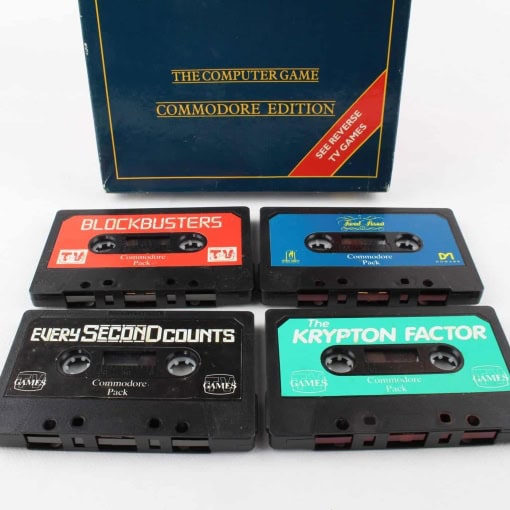 THE COMPUTER GAME
COMMODORE EDITION
SEE REVERSE
TV GAMES
BLOCKBUSTERS
TV
TV
Commodore
Pack
Commodore
Pack
DOMARK
EVERY SECOND COUNTS
GAMES
GAMES
Commodore
Pack
The
KRYPTON FACTOR
GAMES
GAMES
Commodore
Pack